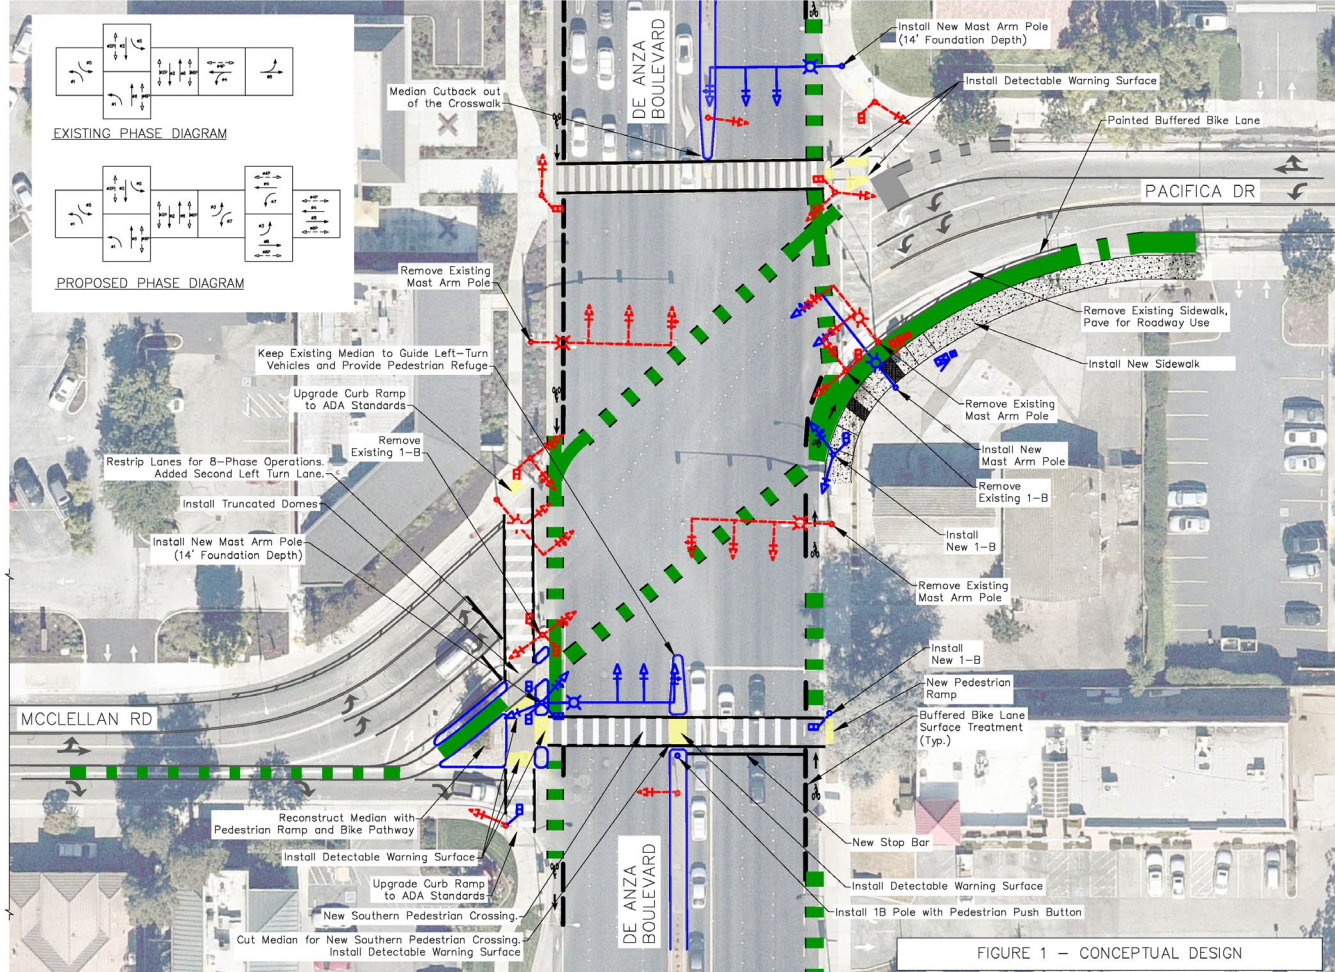 EXISTING PHASE DIAGRAM
PROPOSED PHASE DIAGRAM
DE ANZA
BOULEVARD
Install New Mast Arm Pole
(14' Foundation Depth)
Median Cutback out
of the Crosswalk
Install Detectable Warning Surface
Painted Buffered Bike Lane
PACIFICA DR
Remove Existing
Mast Arm Pole
Remove Existing Sidewalk,
Pave for Roadway Use
Keep Existing Median to Guide Left-Turn
Vehicles and Provide Pedestrian Refuge
Install New Sidewalk
Upgrade Curb Ramp
to ADA Standards
Remove Existing
Mast Arm Pole
Remove
Existing 1-B
Install New
Mast Arm Pole
Restrip Lanes for 8-Phase Operations.
Added Second Left Turn Lane.
Remove
Existing 1-B
Install Truncated Domes
Install New Mast Arm Pole
(14' Foundation Depth)
Install
New 1-B
Remove Existing
Mast Arm Pole
Install
New 1-B
New Pedestrian
Ramp
MCCLELLAN RD
Buffered Bike Lane
Surface Treatment
(Typ.)
Reconstruct Median with
Pedestrian Ramp and Bike Pathway
New Stop Bar
Install Detectable Warning Surface
DE ANZA
BOULEVARD
Upgrade Curb Ramp
to ADA Standards
Install Detectable Warning Surface
New Southern Pedestrian Crossing.
Install 1B Pole with Pedestrian Push Button
Cut Median for New Southern Pedestrian Crossing.
Install Detectable Warning Surface
FIGURE 1 – CONCEPTUAL DESIGN